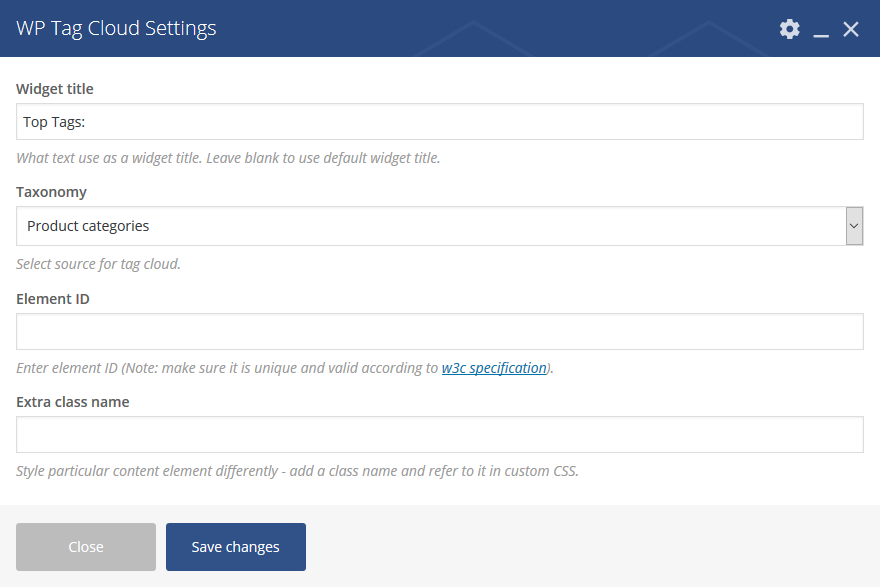 WP Tag Cloud Settings
Widget title
Top Tags:
What text use as a widget title. Leave blank to use default widget title.
Taxonomy
Product categories
Select source for tag cloud.
Element ID
Enter element ID (Note: make sure it is unique and valid according to w3c specification).
Extra class name
Style particular content element differently - add a class name and refer to it in custom CSS.
Close
Save changes